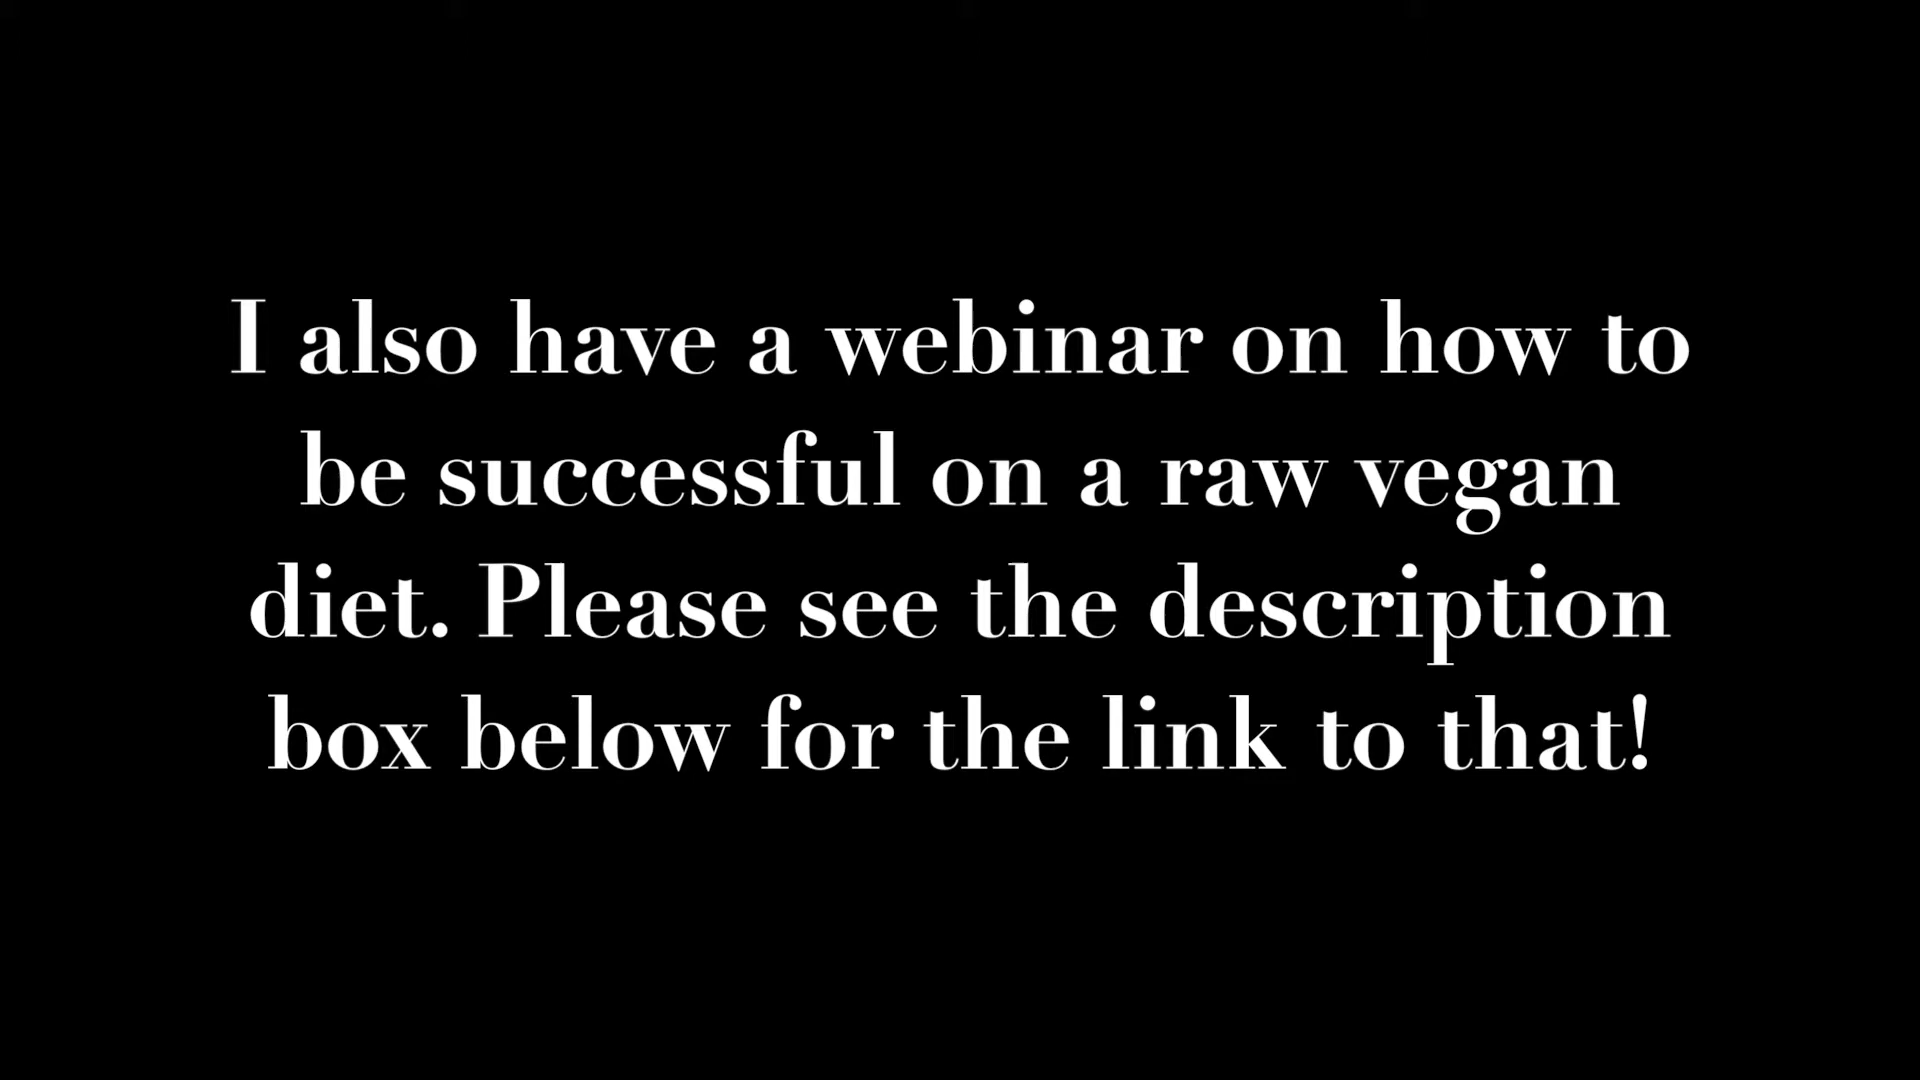 I also have a webinar on how to
be successful on a raw vegan
diet. Please see the description
box below for the link to that!